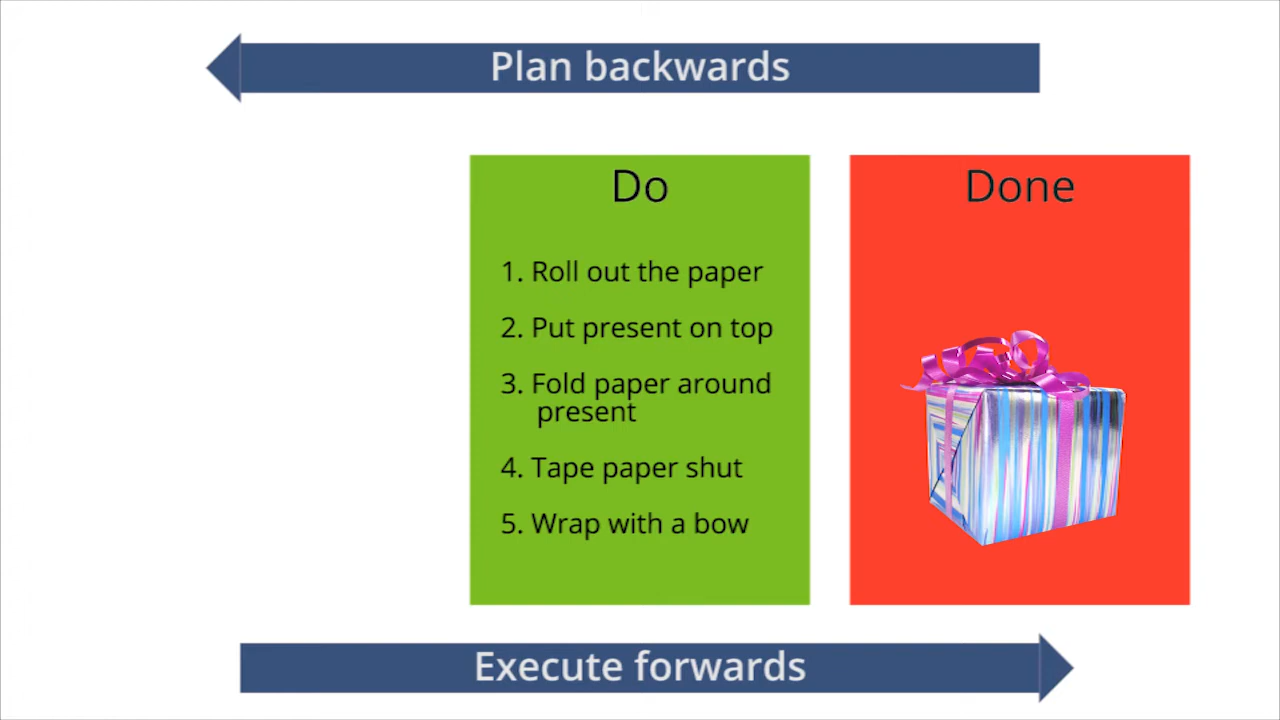 Plan backwards
Do
1. Roll out the paper
2. Put present on top
3. Fold paper around
present
4. Tape paper shut
5. Wrap with a bow
Done
Execute forwards